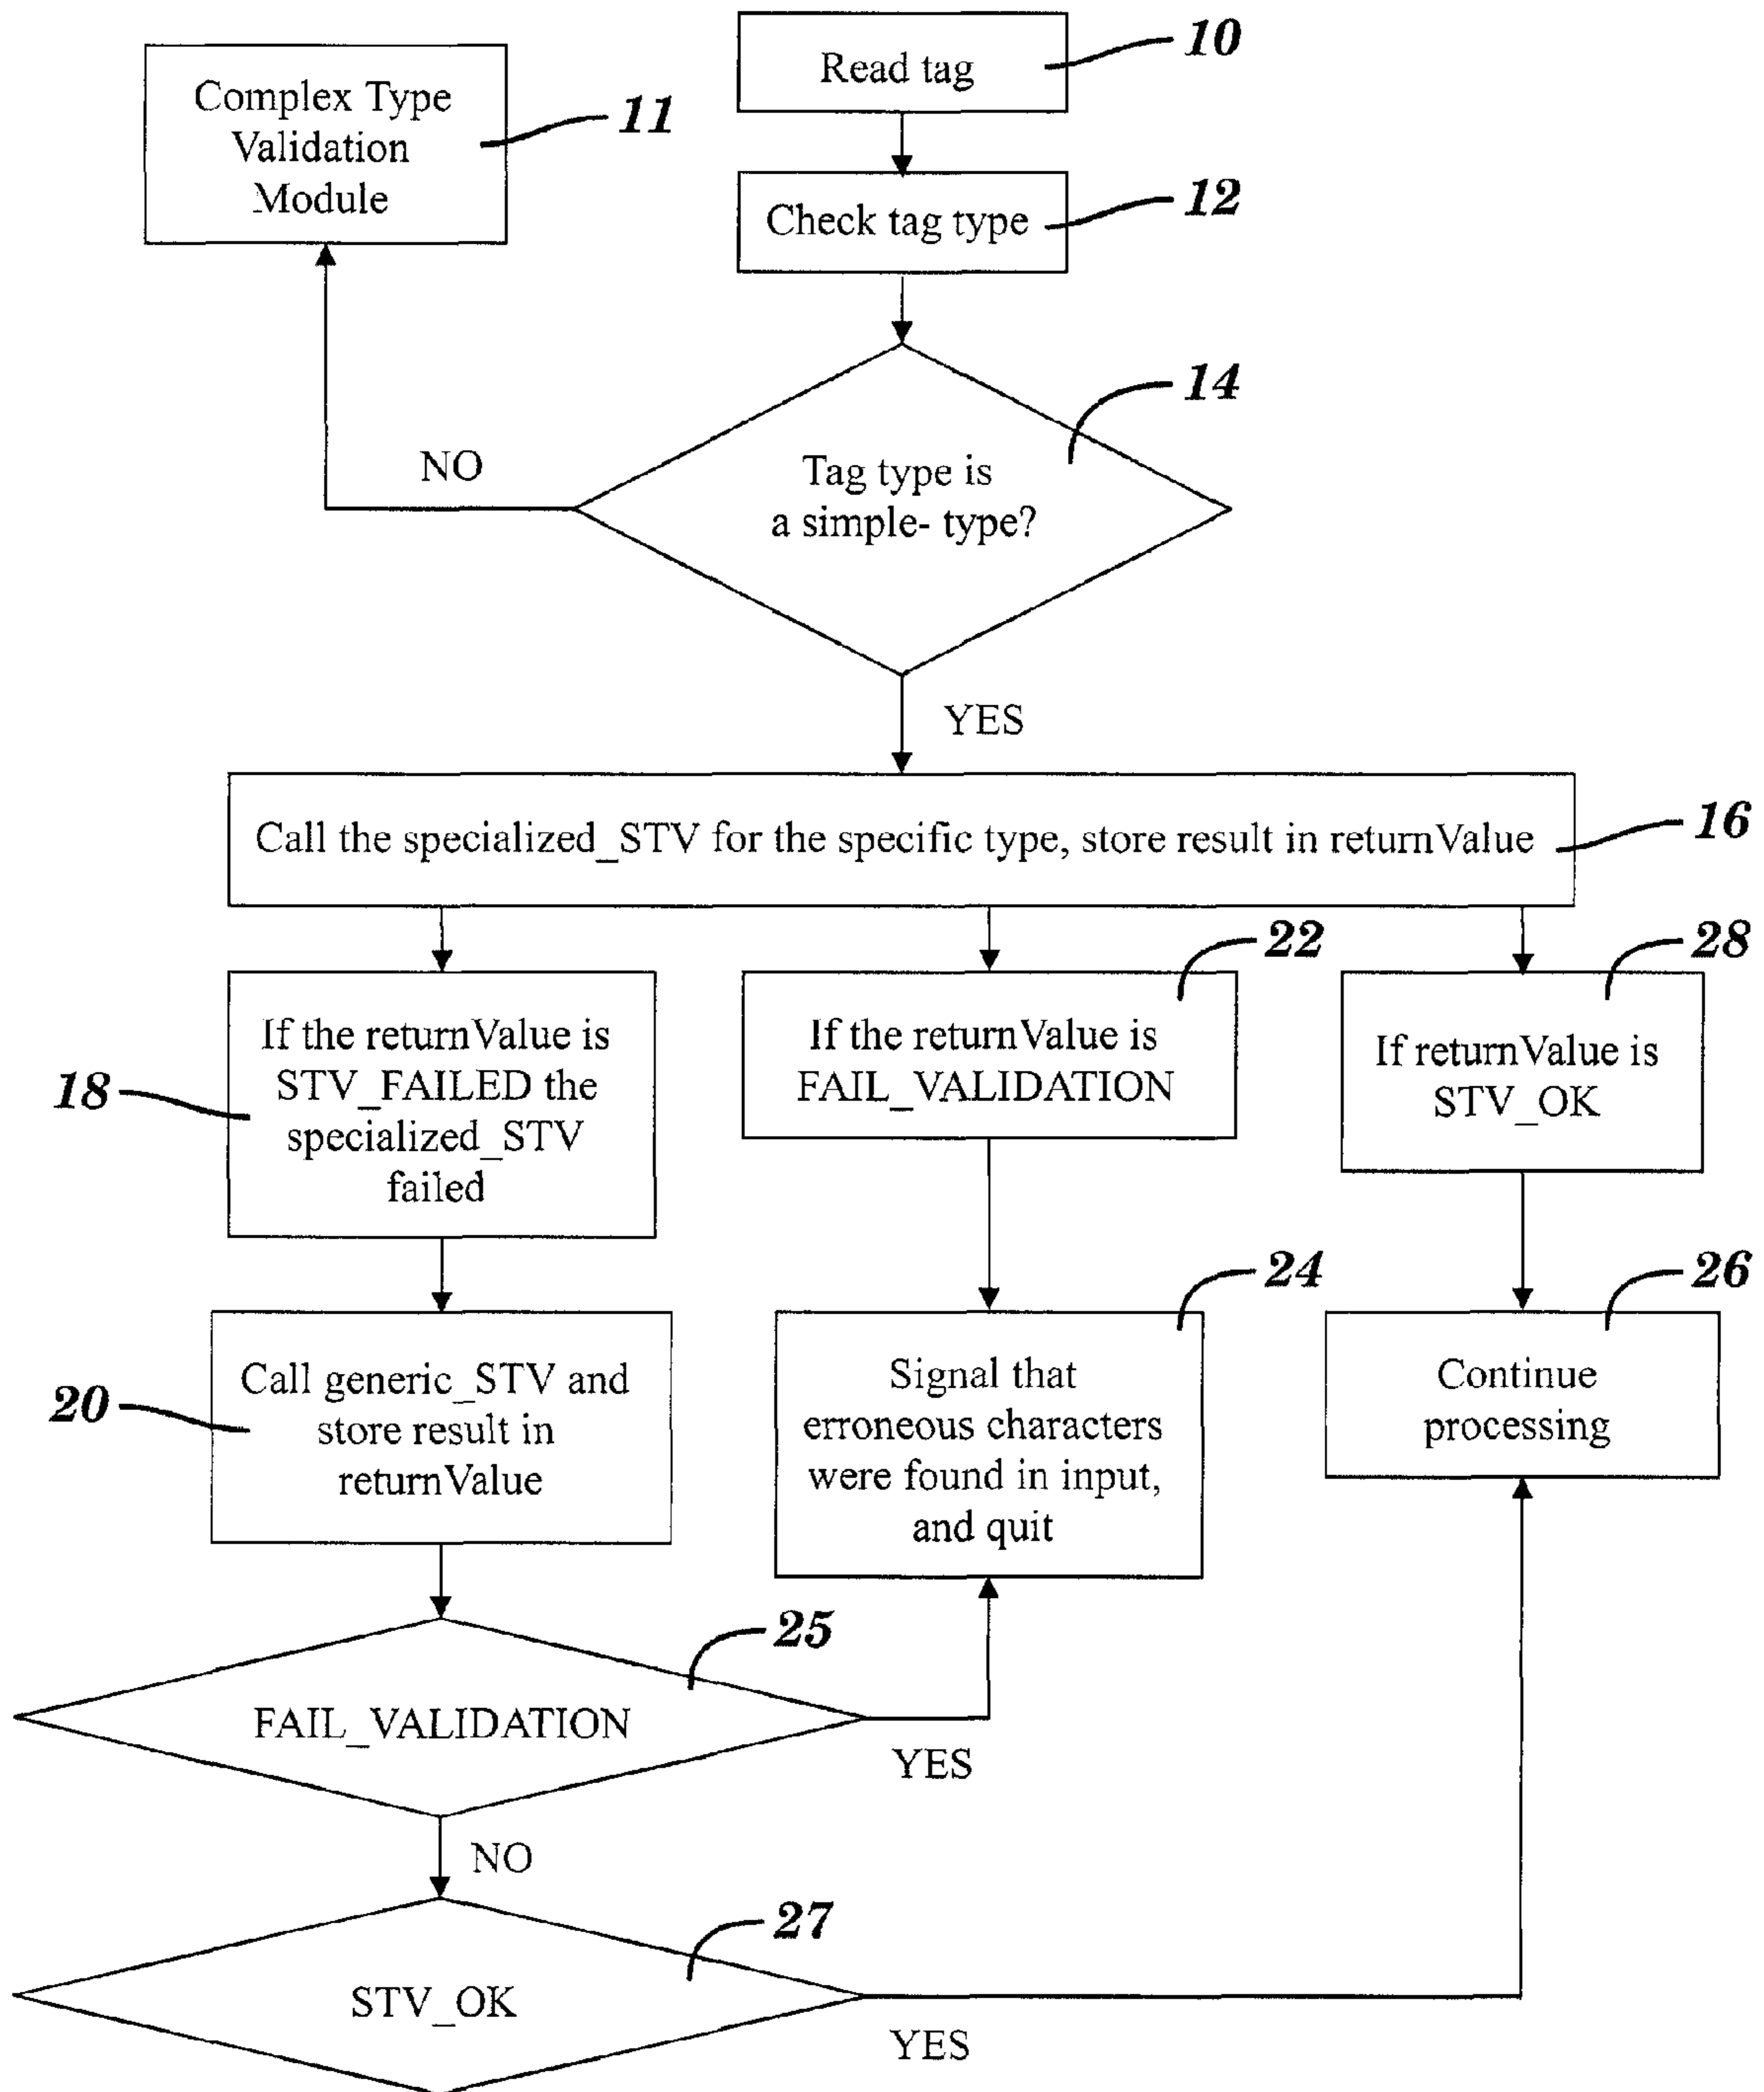 Read tag
10
Complex Type
Validation
Module
11
Check tag type
12
14
Tag type is
a simple- type?
NO
YES
Call the specialized_STV for the specific type, store result in returnValue
16
18
If the returnValue is
STV_FAILED the
specialized_STV
failed
22
If the returnValue is
FAIL_VALIDATION
28
If returnValue is
STV_OK
20
Call generic_STV and
store result in
returnValue
24
Signal that
erroneous characters
were found in input,
and quit
26
Continue
processing
25
FAIL_VALIDATION
YES
NO
27
STV_OK
YES